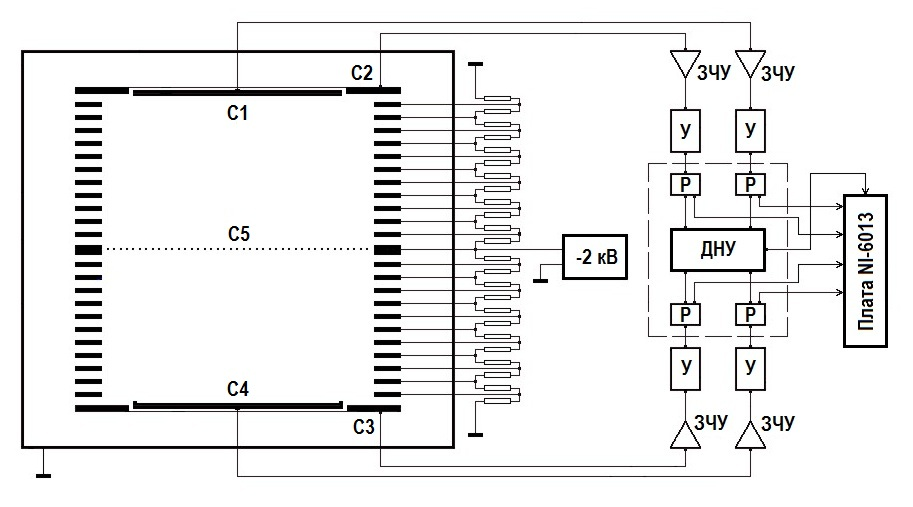 C2
ЗЧУ
ЗЧУ
C1
У
У
Р
Р
C5
ДНУ
-2 кВ
Плата NI-6013
Р
Р
У
У
C4
C3
ЗЧУ
ЗЧУ